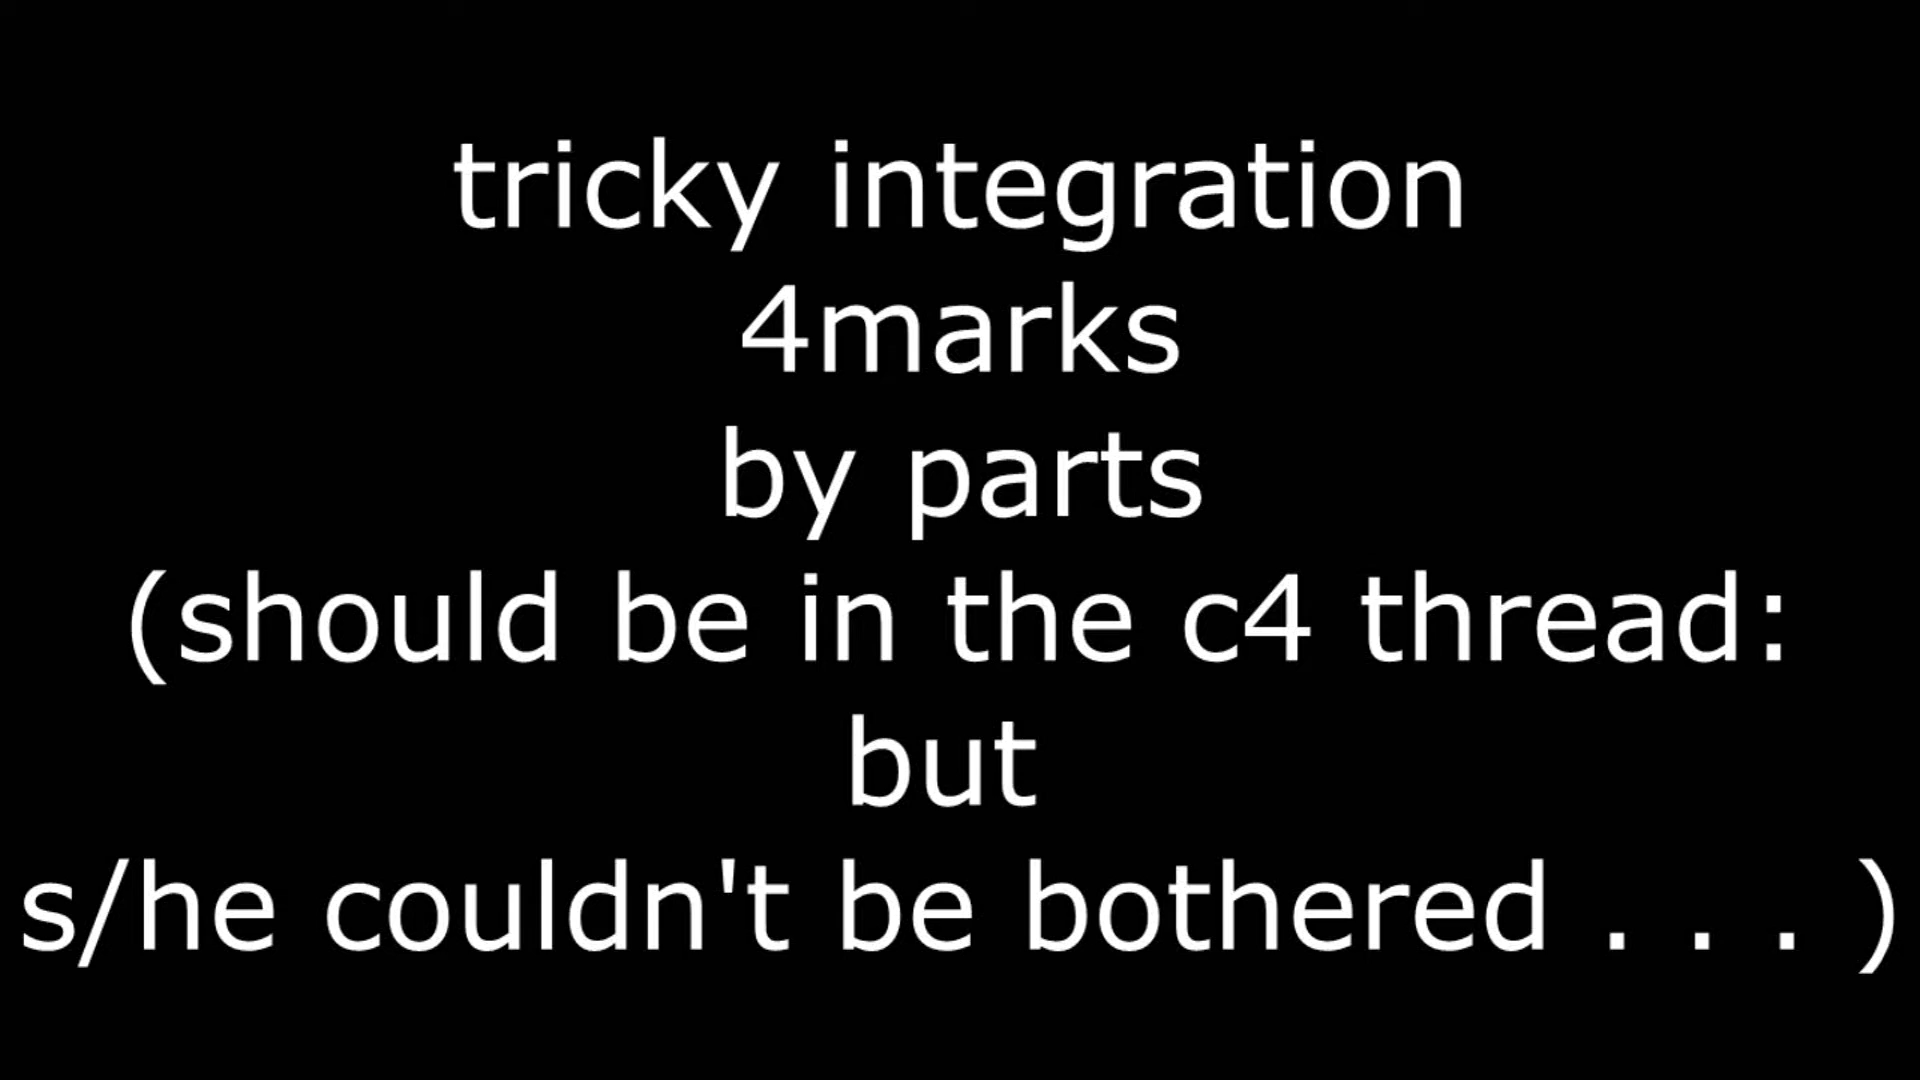 tricky integration
4marks
by parts
(should be in the c4 thread:
but
s/he couldn't be bothered . . . )